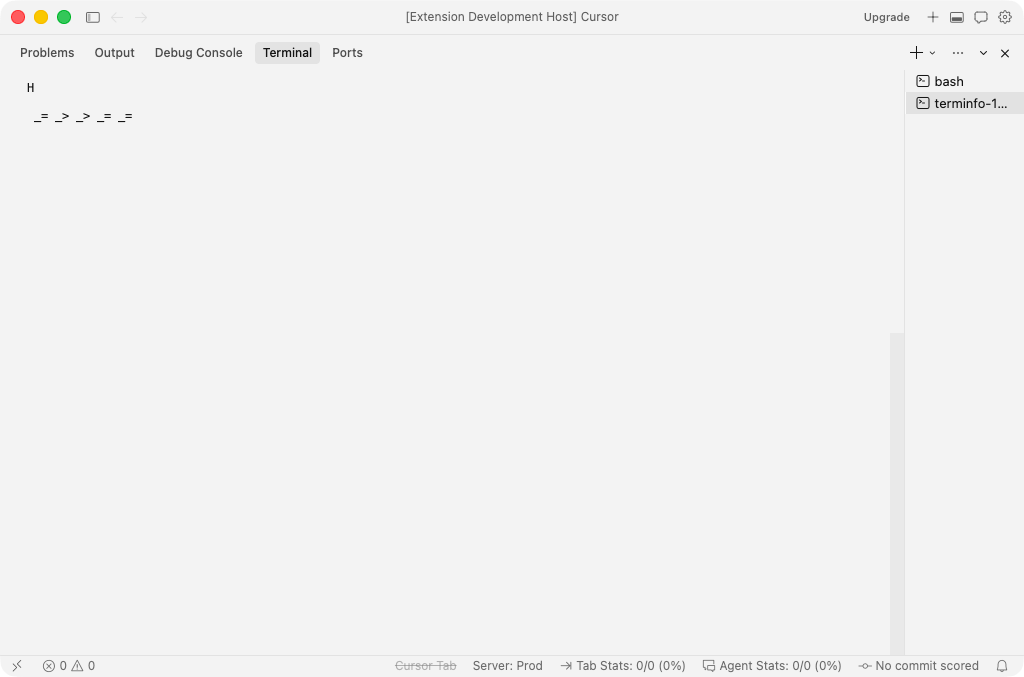 [Extension Development Host] Cursor
Upgrade
Problems Output Debug Console Terminal Ports
H
_= _> _> _= _=
bash
terminfo-1...
0 0 Cursor Tab Server: Prod Tab Stats: 0/0 (0%) Agent Stats: 0/0 (0%) No commit scored